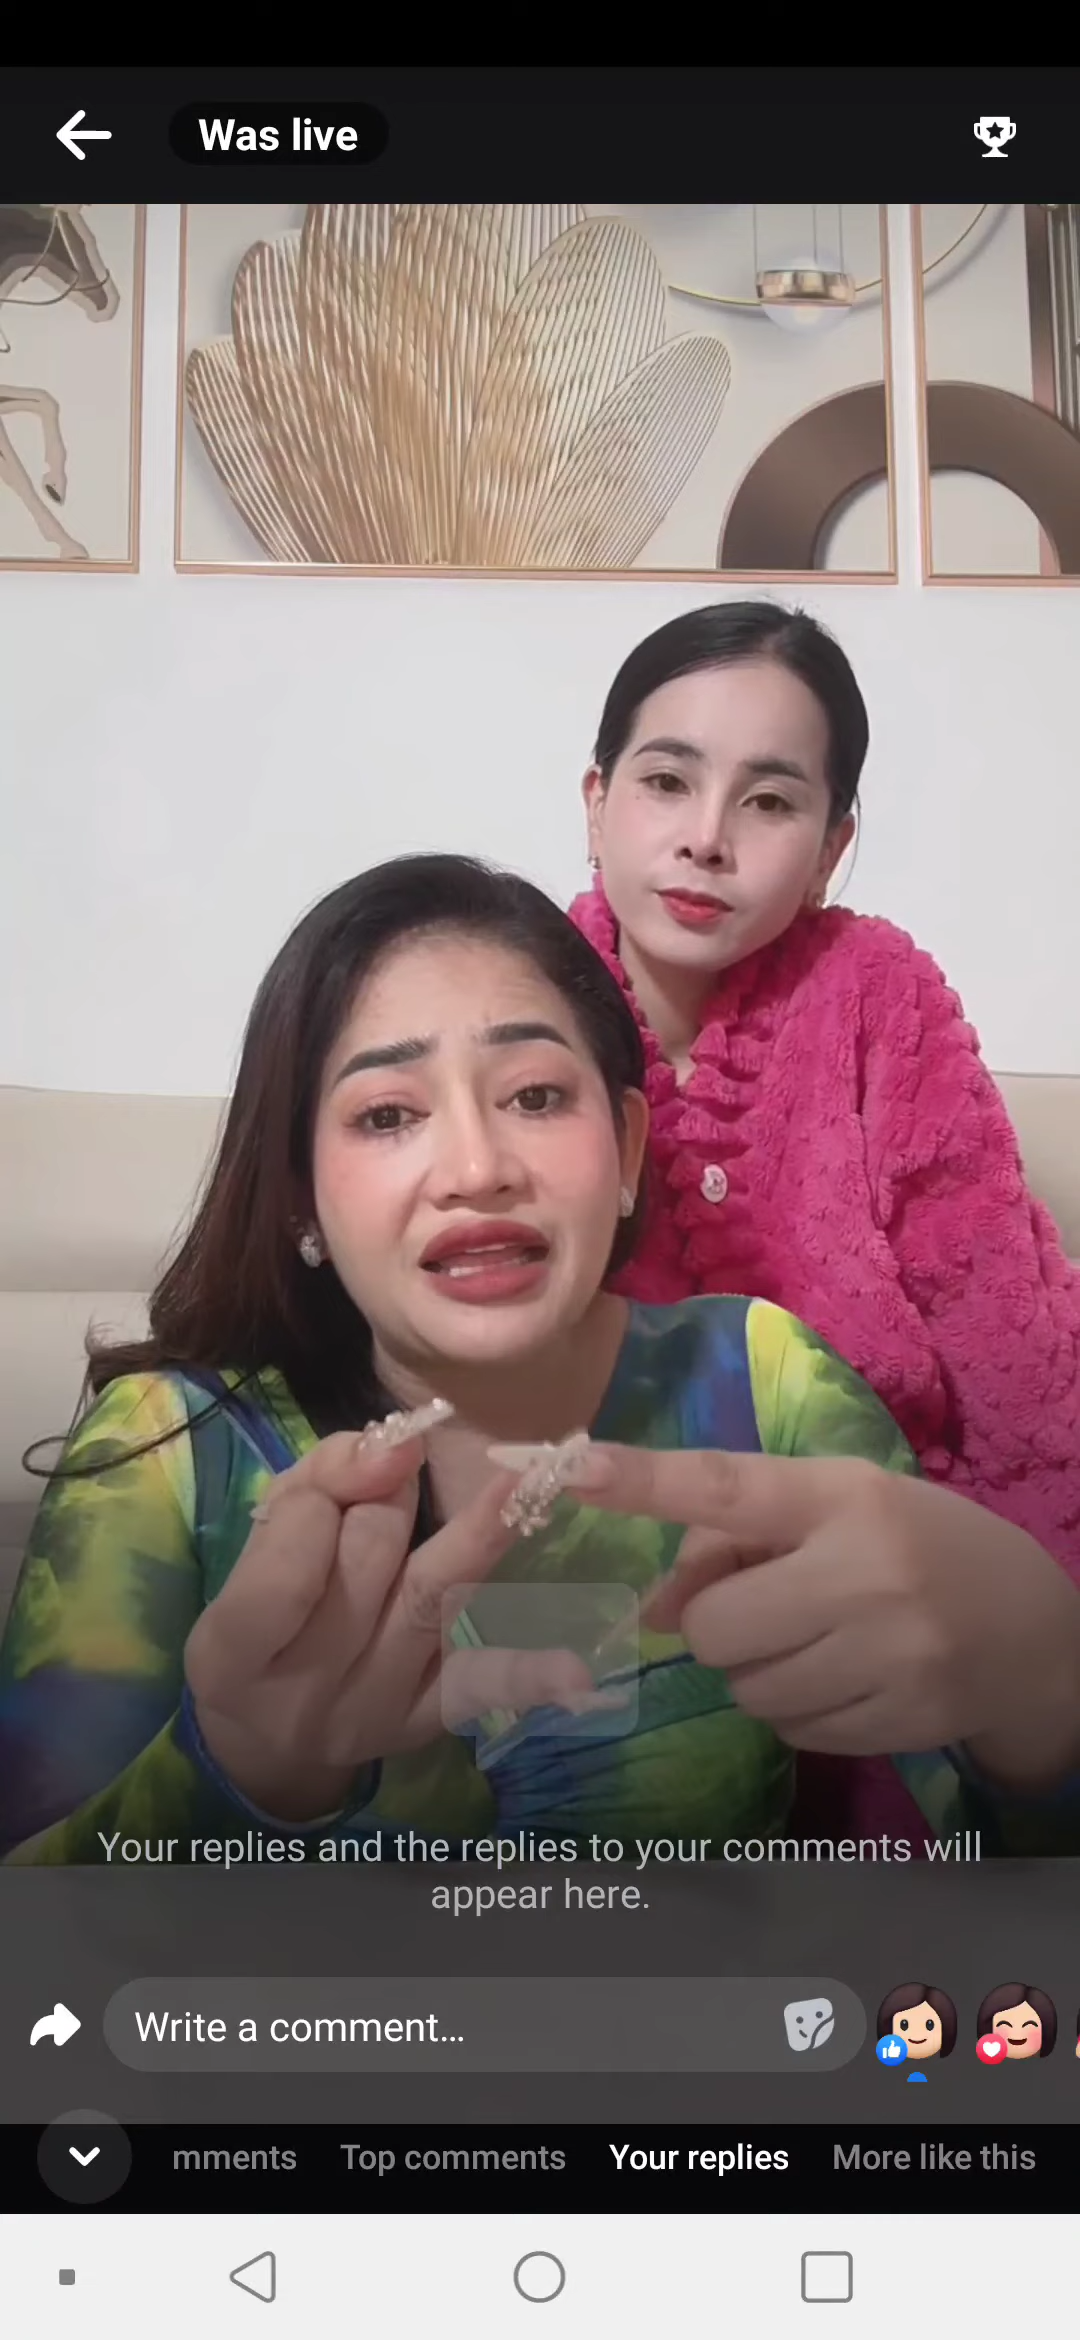 Was live
Your replies and the replies to your comments will
appear here.
Write a comment...
mments
Top comments
Your replies
More like this